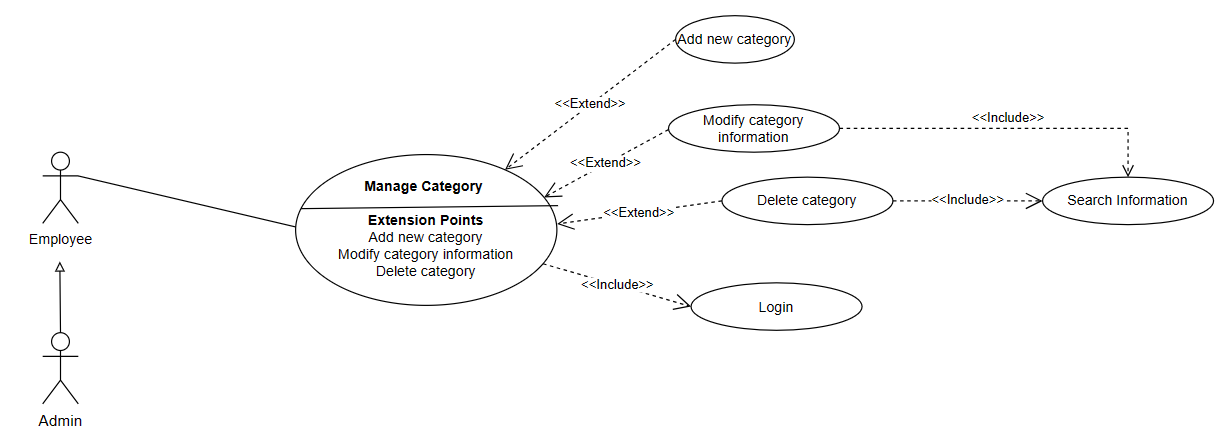 Add new category
<<Extend>>
Modify category
information
<<Include>>
<<Extend>>
Manage Category
Delete category
<<Include>>
Search Information
<<Extend>>
Extension Points
Add new category
Modify category information
Delete category
Employee
<<Include>>
Login
Admin